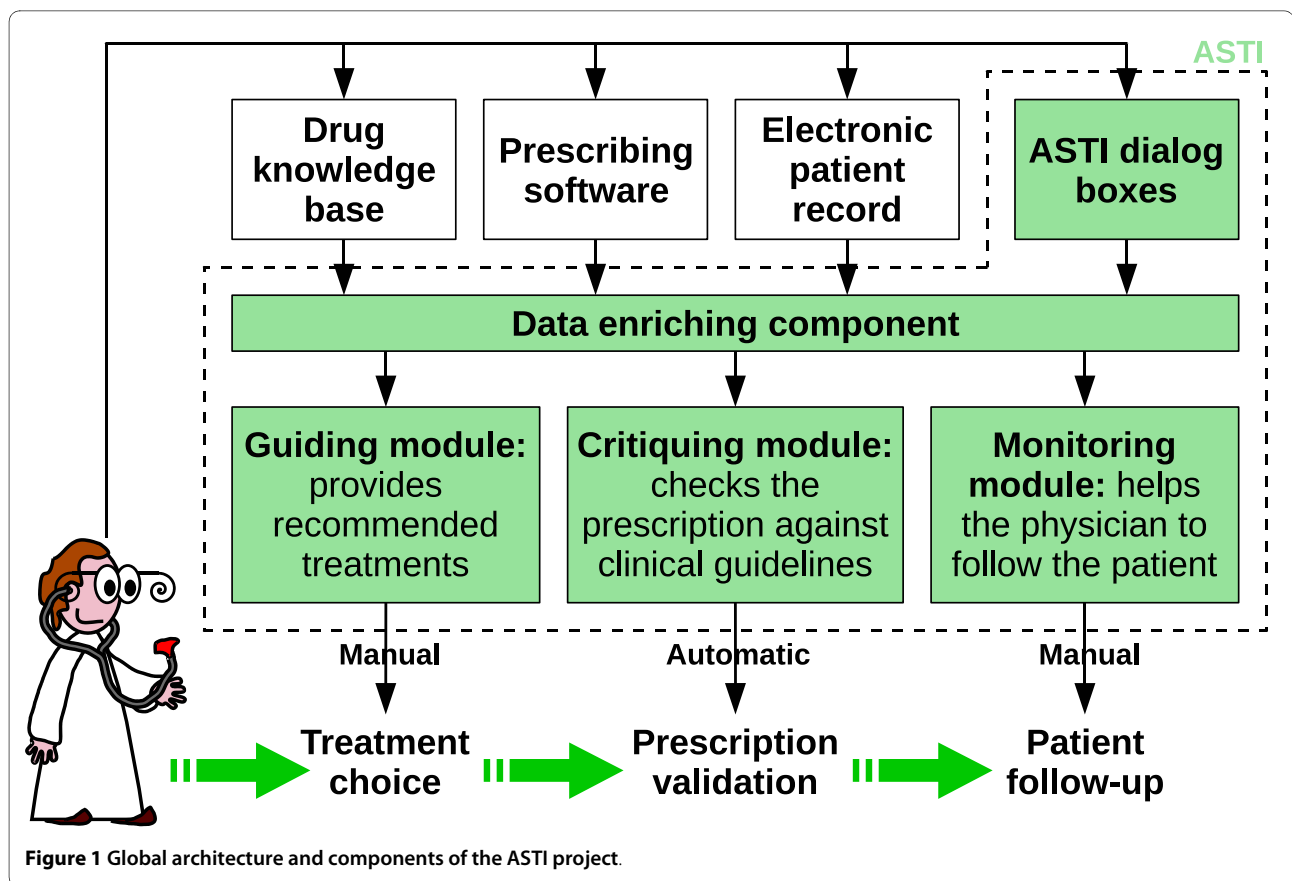 ASTI
Drug
knowledge
base
Prescribing
software
Electronic
patient
record
ASTI dialog
boxes
Data enriching component
Guiding module:
provides
recommended
treatments
Critiquing module:
checks the
prescription against
clinical guidelines
Monitoring
module: helps
the physician to
follow the patient
Manual
Automatic
Manual
Treatment
choice
Prescription
validation
Patient
follow-up
Figure 1 Global architecture and components of the ASTI project.